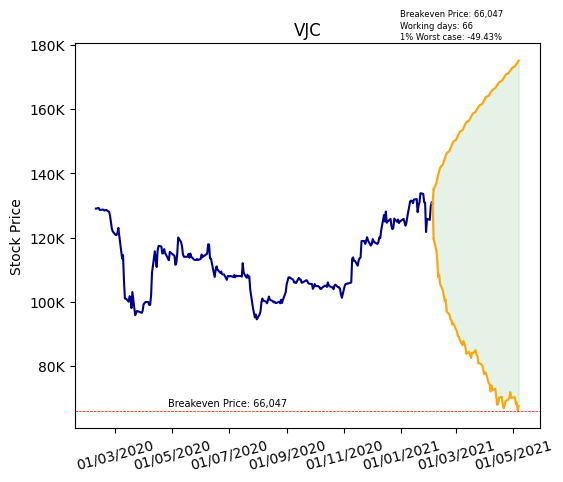 Breakeven Price: 66,047
Working days: 66
1% Worst case: -49.43%
VJC
180K
160K
140K
120K
100K
80K
Stock Price
Breakeven Price: 66,047
01/03/2020
01/05/2020
01/07/2020
01/09/2020
01/11/2020
01/01/2021
01/03/2021
01/05/2021